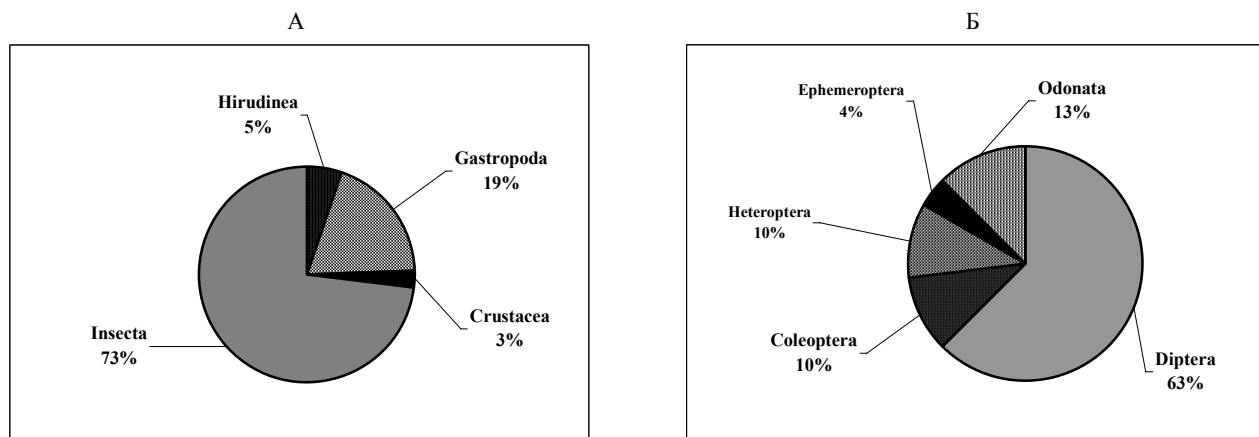 А
Hirudinea
5%
Gastropoda
19%
Crustacea
3%
Insecta
73%
Б
Ephemeroptera
4%
Odonata
13%
Heteroptera
10%
Coleoptera
10%
Diptera
63%